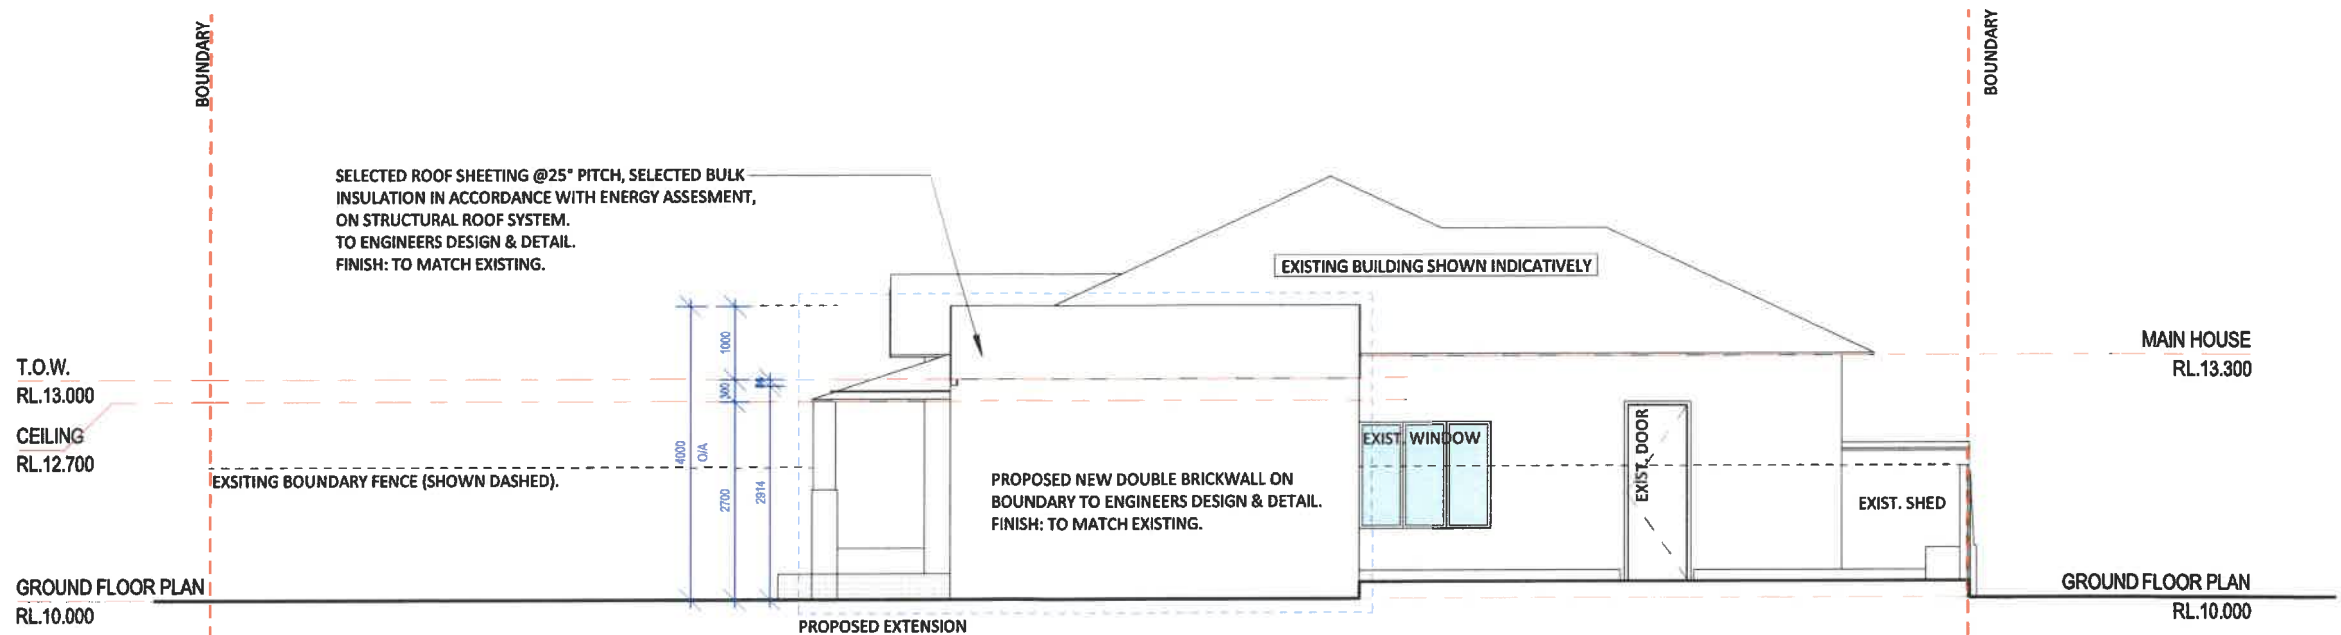 BOUNDARY
BOUNDARY
SELECTED ROOF SHEETING @25° PITCH, SELECTED BULK
INSULATION IN ACCORDANCE WITH ENERGY ASSESMENT,
ON STRUCTURAL ROOF SYSTEM.
TO ENGINEERS DESIGN & DETAIL.
FINISH: TO MATCH EXISTING.
EXISTING BUILDING SHOWN INDICATIVELY
T.O.W.
RL.13.000
CEILING
RL.12.700
MAIN HOUSE
RL.13.300
1000
300
4000
O/A
2700
2914
EXSITING BOUNDARY FENCE (SHOWN DASHED).
EXIST. WINDOW
EXIST. DOOR
PROPOSED NEW DOUBLE BRICKWALL ON
BOUNDARY TO ENGINEERS DESIGN & DETAIL.
FINISH: TO MATCH EXISTING.
EXIST. SHED
GROUND FLOOR PLAN
RL.10.000
GROUND FLOOR PLAN
RL.10.000
PROPOSED EXTENSION